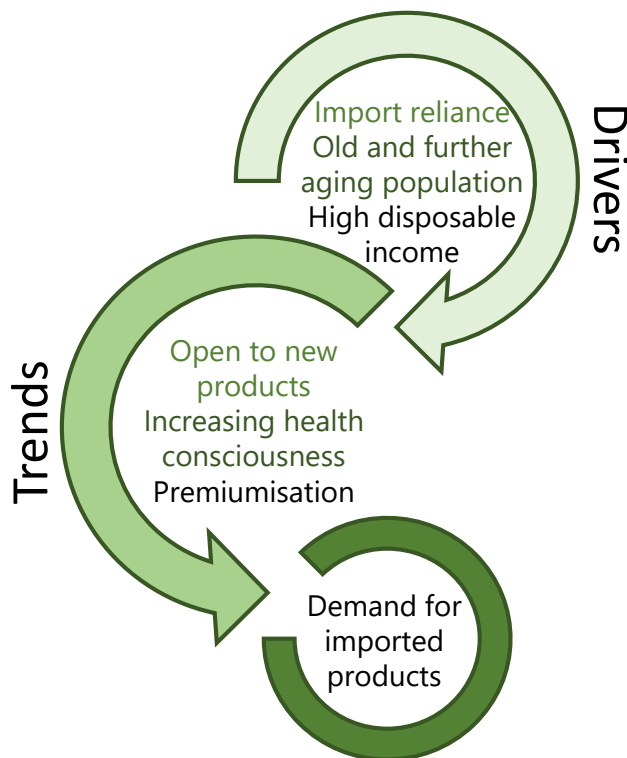 Import reliance
Old and further
aging population
High disposable
income
Drivers
Open to new
products
Increasing health
consciousness
Premiumisation
Trends
Demand for
imported
products